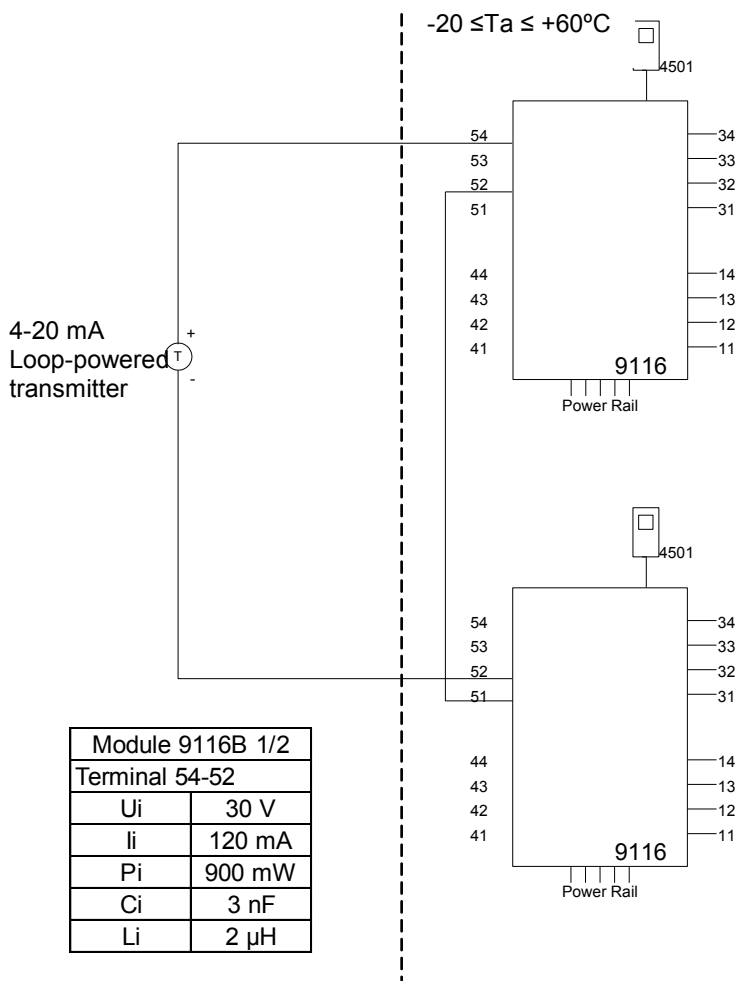 -20 ≤Ta ≤ +60ºC
4501
54
53
52
51
44
43
42
41
34
33
32
31
14
13
12
11
9116
Power Rail
4-20 mA
Loop-powered
transmitter
+
T
-
4501
54
53
52
51
44
43
42
41
34
33
32
31
14
13
12
11
9116
Power Rail
Module 9116B 1/2
Terminal 54-52
Ui 30 V
Ii 120 mA
Pi 900 mW
Ci 3 nF
Li 2 µH